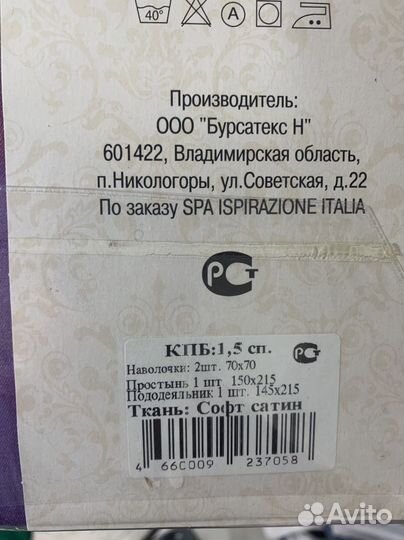 40°
A
Производитель:
ООО "Бурсатекс Н"
601422, Владимирская область,
п.Никологоры, ул.Советская, д.22
По заказу SPA ISPIRAZIONE ITALIA
РСТ
КПБ:1,5 сп.
РСТ
Наволочки: 2шт. 70х70
Простынь 1 шт. 150х215
Пододеяльник 1 шт. 145х215
Ткань: Софт сатин
4 66C009 237058
Avito